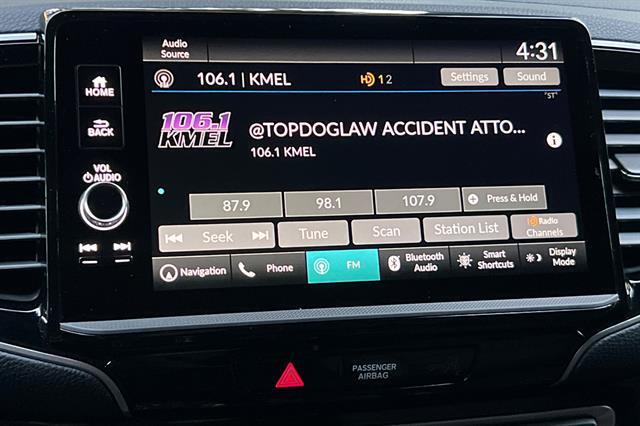 Audio
Source
4:31
HOME
106.1 | KMEL
HD 1 2
Settings
Sound
"ST"
106.1
KMEL
@TOPDOGLAW ACCIDENT ATTO...
106.1 KMEL
i
BACK
VOL
AUDIO
87.9
98.1
107.9
+ Press & Hold
Seek
Tune
Scan
Station List
Radio
Channels
Navigation
Phone
FM
Bluetooth
Audio
Smart
Shortcuts
Display
Mode
PASSENGER
AIRBAG